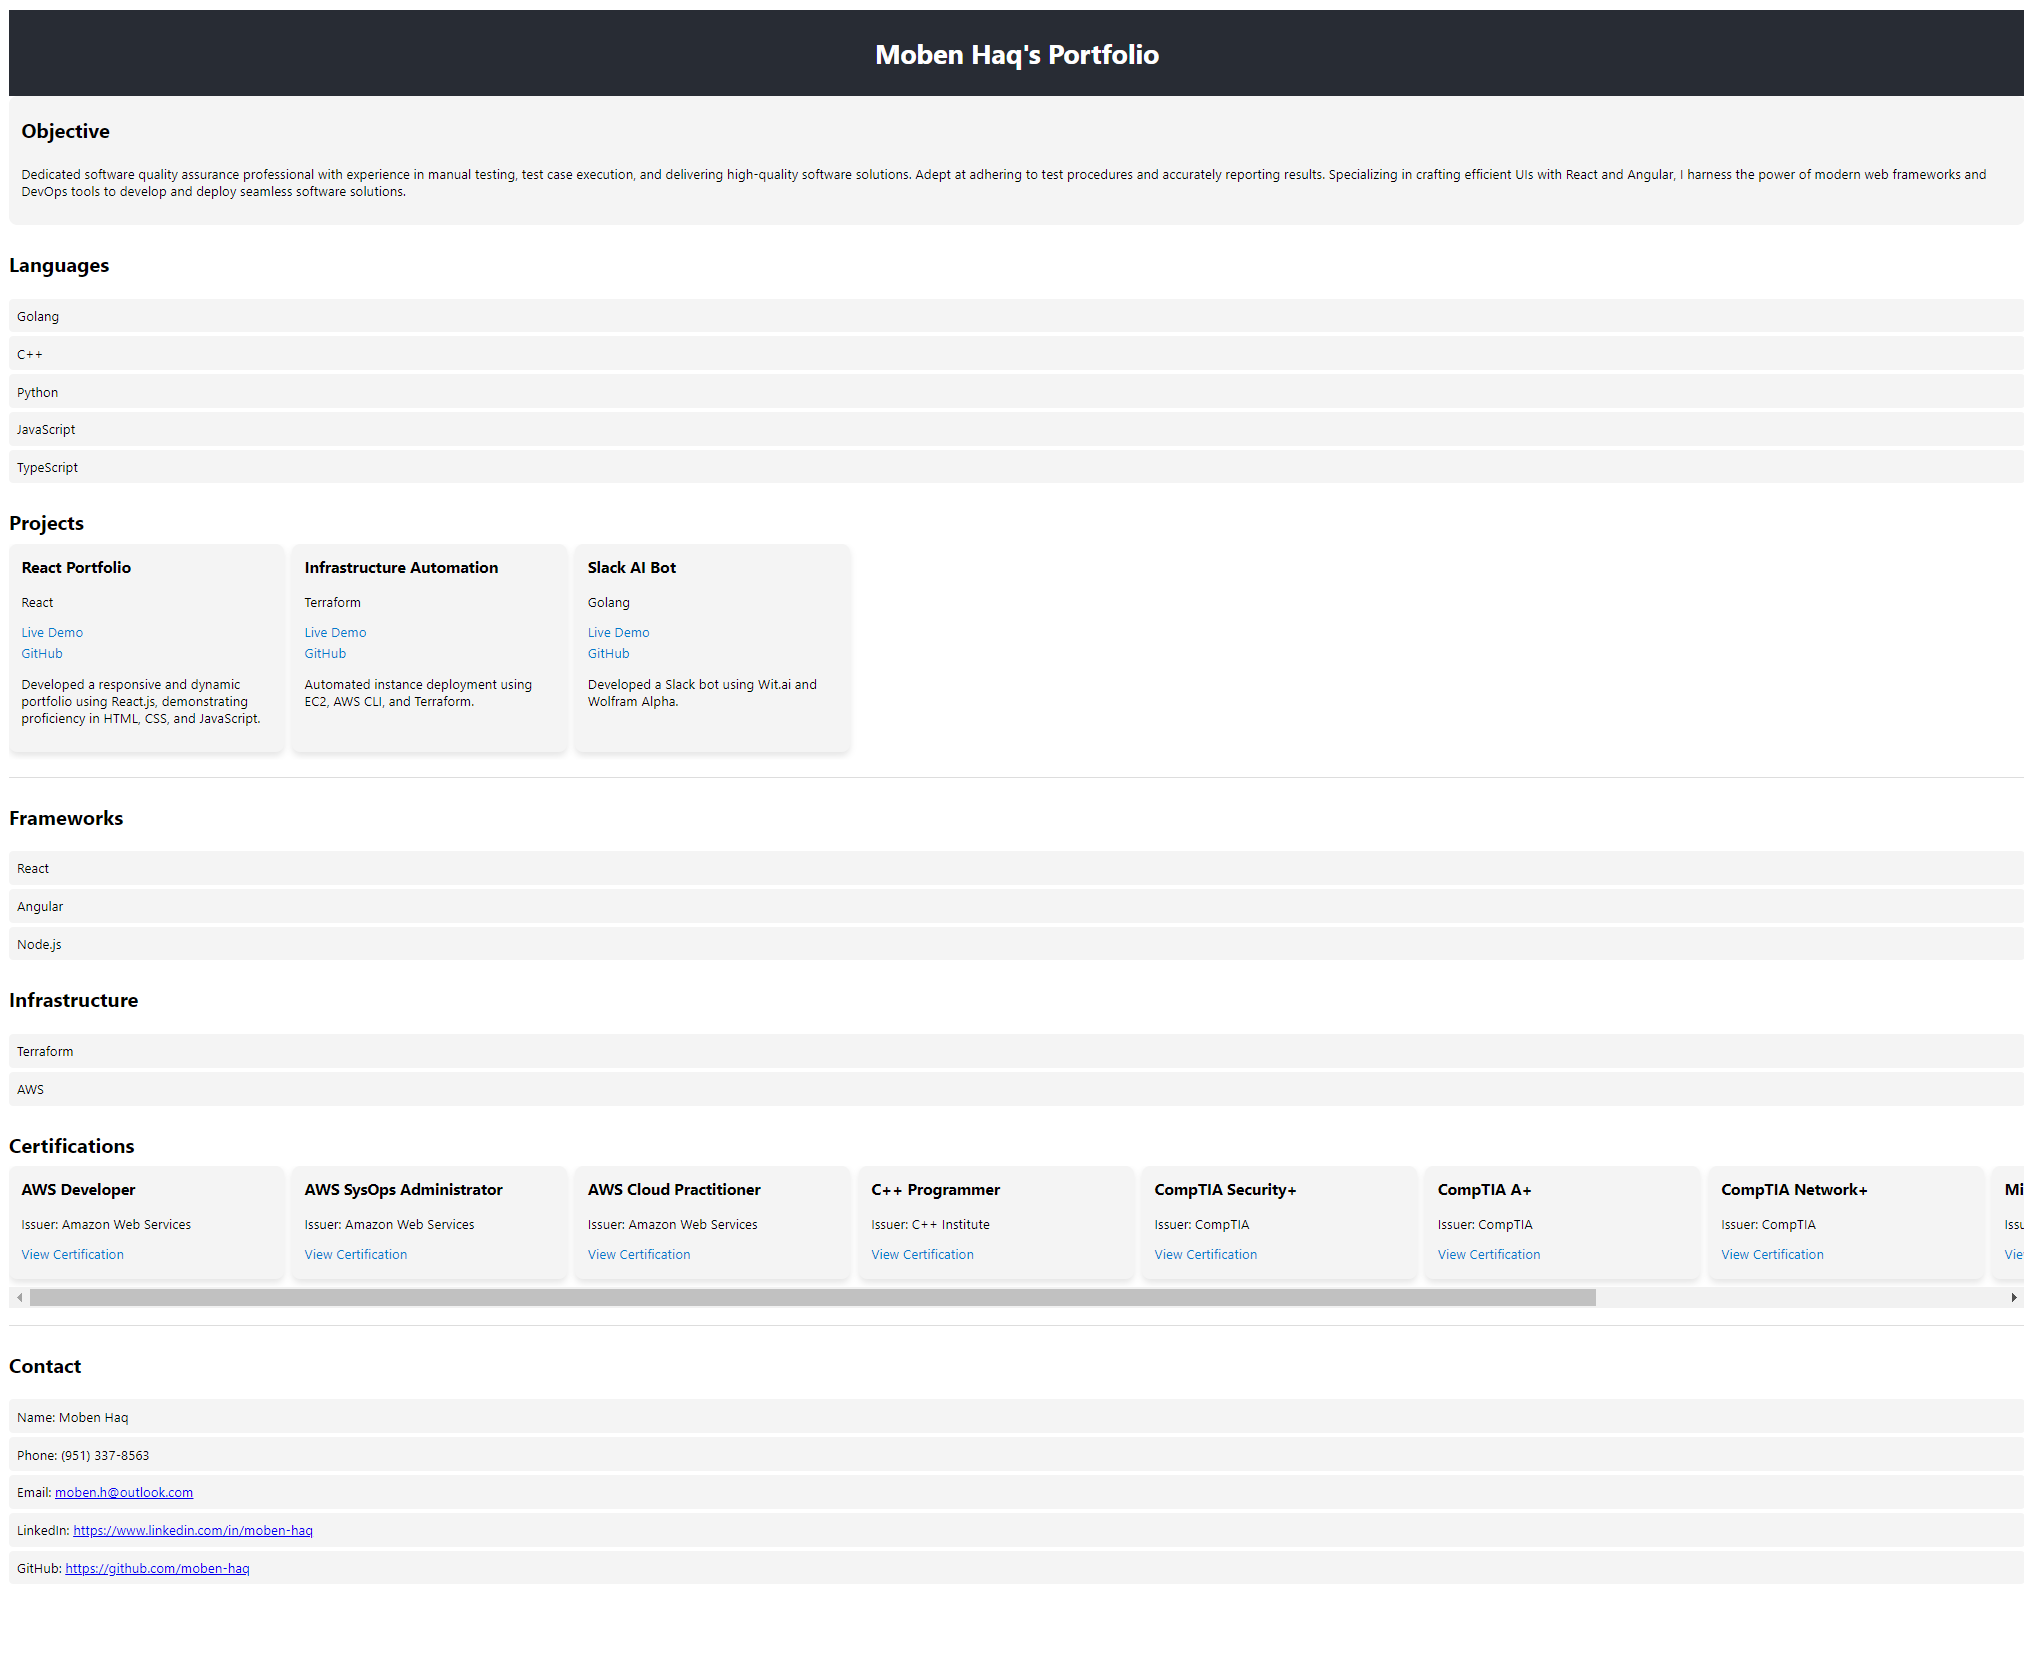 Moben Haq's Portfolio
Objective
Dedicated software quality assurance professional with experience in manual testing, test case execution, and delivering high-quality software solutions. Adept at adhering to test procedures and accurately reporting results. Specializing in crafting efficient UIs with React and Angular, I harness the power of modern web frameworks and
DevOps tools to develop and deploy seamless software solutions.
Languages
Golang
C++
Python
JavaScript
TypeScript
Projects
React Portfolio
React
Live Demo
GitHub
Developed a responsive and dynamic
portfolio using React.js, demonstrating
proficiency in HTML, CSS, and JavaScript.
Infrastructure Automation
Terraform
Live Demo
GitHub
Automated instance deployment using
EC2, AWS CLI, and Terraform.
Slack AI Bot
Golang
Live Demo
GitHub
Developed a Slack bot using Wit.ai and
Wolfram Alpha.
Frameworks
React
Angular
Node.js
Infrastructure
Terraform
AWS
Certifications
AWS Developer
Issuer: Amazon Web Services
View Certification
AWS SysOps Administrator
Issuer: Amazon Web Services
View Certification
AWS Cloud Practitioner
Issuer: Amazon Web Services
View Certification
C++ Programmer
Issuer: C++ Institute
View Certification
CompTIA Security+
Issuer: CompTIA
View Certification
CompTIA A+
Issuer: CompTIA
View Certification
CompTIA Network+
Issuer: CompTIA
View Certification
Contact
Name: Moben Haq
Phone: (951) 337-8563
Email: moben.h@outlook.com
LinkedIn: https://www.linkedin.com/in/moben-haq
GitHub: https://github.com/moben-haq